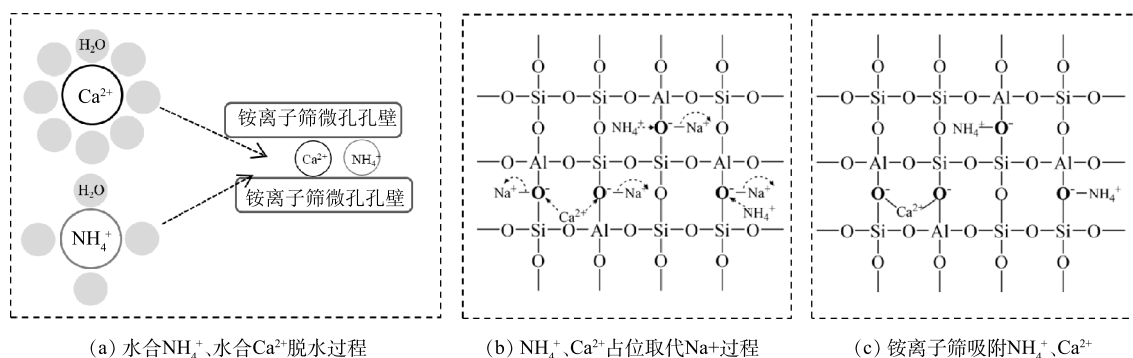 H₂O
Ca²⁺
H₂O
NH₄⁺
铵离子筛微孔孔壁
Ca²⁺ NH₄⁺
铵离子筛微孔孔壁
(a) 水合NH₄⁺、水合Ca²⁺脱水过程
O O O O
—O—Si—O—Si—O—Al—O—Si—O—
O O NH₄⁺ O⁻—Na⁺ O
—O—Al—O—Si—O—Si—O—Al—O—
Na⁺—O⁻ O⁻—Na⁺ O O⁻—Na⁺
Ca²⁺ NH₄⁺
—O—Si—O—Al—O—Si—O—Si—O—
O O O O
(b) NH₄⁺、Ca²⁺占位取代Na+过程
O O O O
—O—Si—O—Si—O—Al—O—Si—O—
O O NH₄⁺—O⁻ O
—O—Al—O—Si—O—Si—O—Al—O—
O⁻ O⁻ O O⁻—NH₄⁺
Ca²⁺
—O—Si—O—Al—O—Si—O—Si—O—
O O O O
(c) 铵离子筛吸附NH₄⁺、Ca²⁺